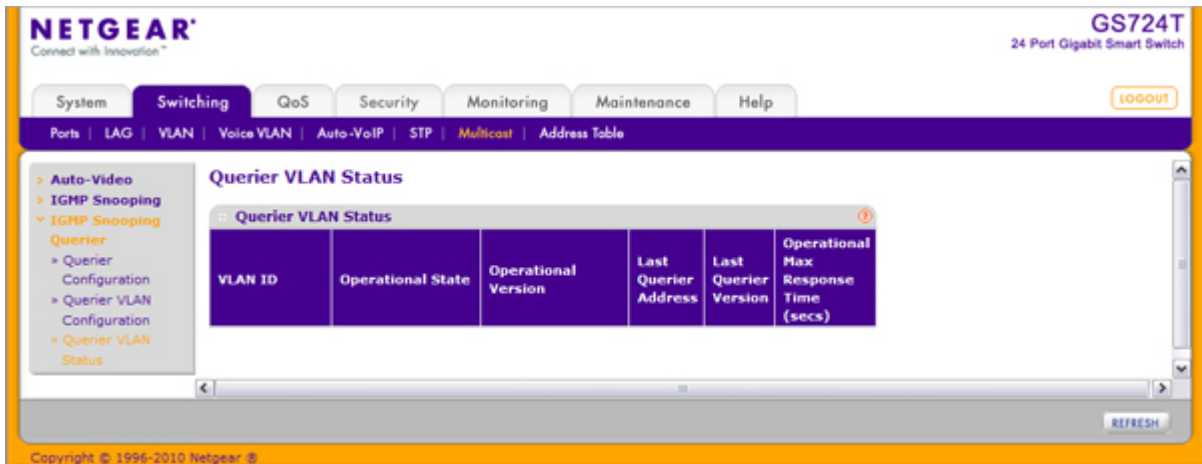 NETGEAR®
Connect with Innovation™
GS724T
24 Port Gigabit Smart Switch
System Switching QoS Security Monitoring Maintenance Help LOGOUT
Ports | LAG | VLAN | Voice VLAN | Auto-VoIP | STP | Multicast | Address Table
> Auto-Video
> IGMP Snooping
IGMP Snooping
Querier
» Querier
Configuration
» Querier VLAN
Configuration
» Querier VLAN
Status
Querier VLAN Status
Querier VLAN Status ?
VLAN ID
Operational State
Operational
Version
Last
Querier
Address
Last
Querier
Version
Operational
Max
Response
Time
(secs)
REFRESH
Copyright © 1996-2010 Netgear ®